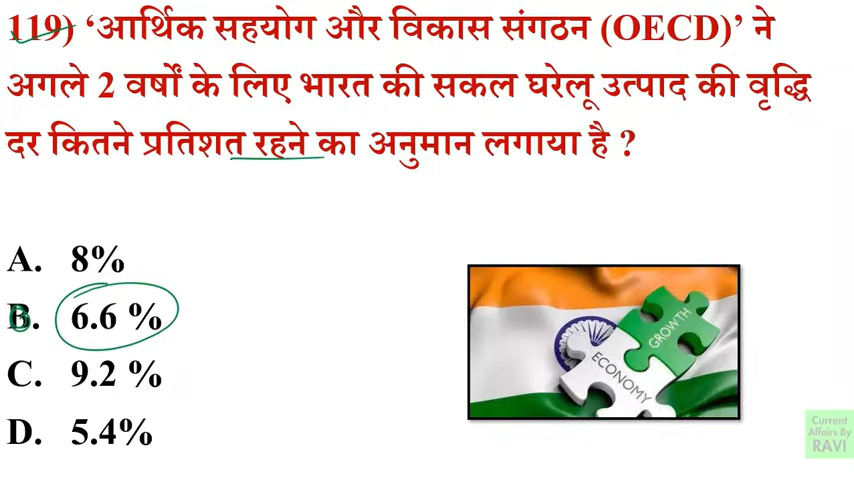 119) ‘आर्थिक सहयोग और विकास संगठन (OECD)’ ने
अगले 2 वर्षों के लिए भारत की सकल घरेलू उत्पाद की वृद्धि
दर कितने प्रतिशत रहने का अनुमान लगाया है ?
A. 8%
B. 6.6 %
C. 9.2 %
D. 5.4%
GROWTH
ECONOMY
Current
Affairs By
RAVI